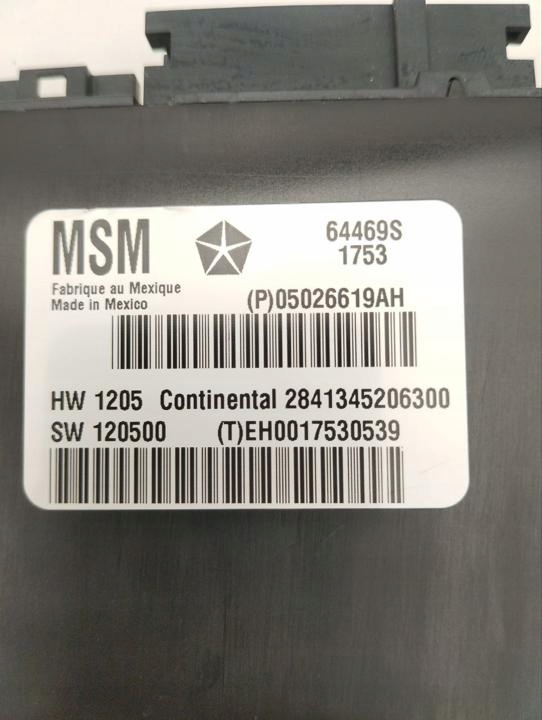 MSM
64469S
1753
Fabrique au Mexique
Made in Mexico
(P)05026619AH
HW 1205 Continental 2841345206300
SW 120500 (T)EH0017530539